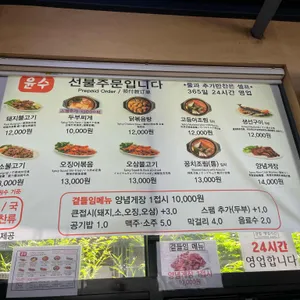 윤수
선불주문입니다
Prepaid Order / 预付费订单
*물과 추가반찬은 셀프*
365일 24시간 영업
돼지불고기
12,000원
두부찌개
10,000원
닭볶음탕
12,000원
고등어조림
12,000원
생선구이
12,000원
소불고기
13,000원
오징어볶음
13,000원
오삼불고기
13,000원
꽁치조림(통)
13,000원
양념게장
14,000원
곁들임메뉴 양념게장 1접시 10,000원
큰접시(돼지,소,오징,오삼) +3.0
스팸 추가(두부) +1.0
공기밥 1.0 맥주·소주 5.0
막걸리 4.0 음료수 2.0
곁들임 메뉴
24시간
영업합니다